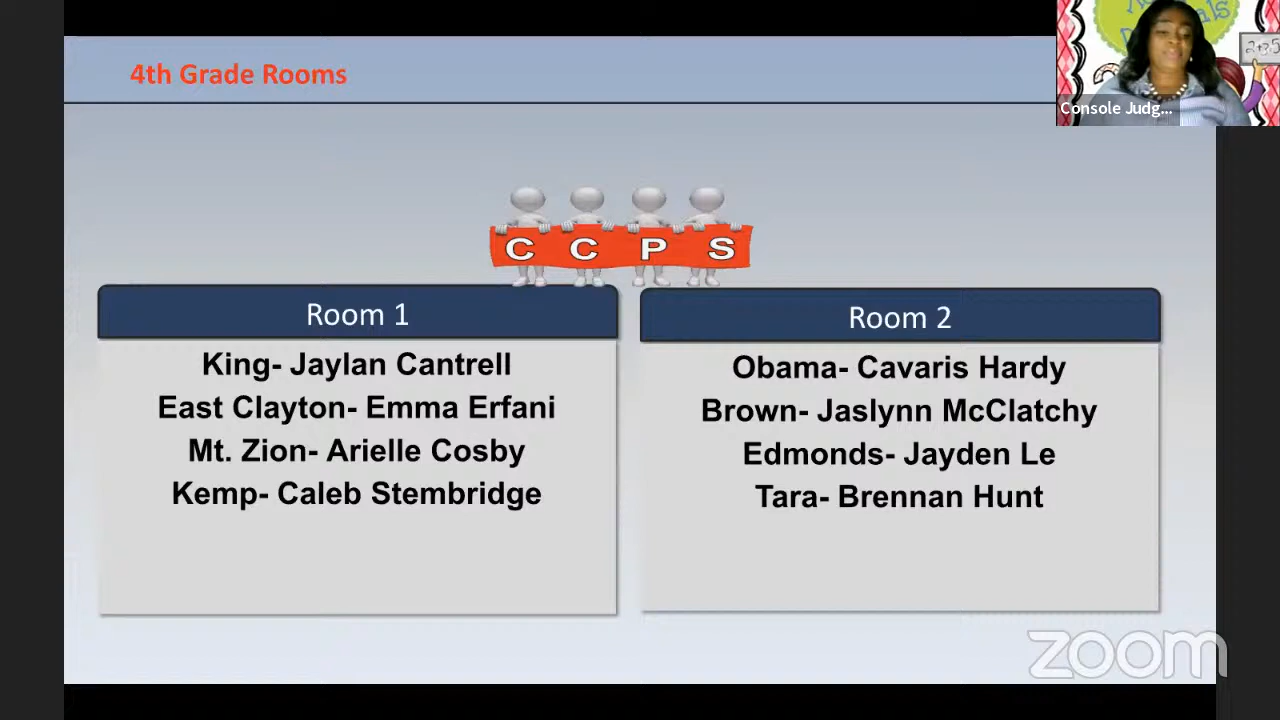 4th Grade Rooms
Console Judg...
C C P S
Room 1
King- Jaylan Cantrell
East Clayton- Emma Erfani
Mt. Zion- Arielle Cosby
Kemp- Caleb Stembridge
Room 2
Obama- Cavaris Hardy
Brown- Jaslynn McClatchy
Edmonds- Jayden Le
Tara- Brennan Hunt
zoom